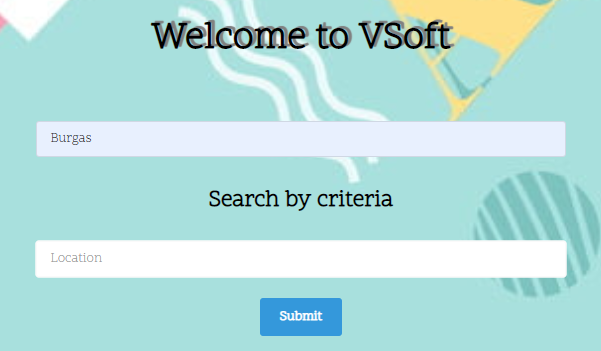 Welcome to VSoft
Burgas
Search by criteria
Location
Submit